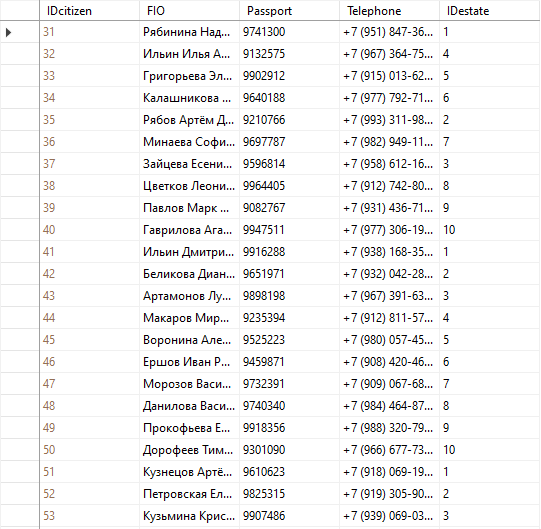 IDcitizen FIO Passport Telephone IDestate
31 Рябинина Над... 9741300 +7 (951) 847-36... 1
32 Ильин Илья А... 9132575 +7 (967) 364-75... 4
33 Григорьева Эл... 9902912 +7 (915) 013-62... 5
34 Калашникова ... 9640188 +7 (977) 792-71... 6
35 Рябов Артём Д... 9210766 +7 (993) 311-98... 2
36 Минаева Софи... 9697787 +7 (982) 949-11... 7
37 Зайцева Есени... 9596814 +7 (958) 612-16... 3
38 Цветков Леони... 9964405 +7 (912) 742-80... 8
39 Павлов Марк ... 9082767 +7 (931) 436-71... 9
40 Гаврилова Ага... 9947511 +7 (977) 306-19... 10
41 Ильин Дмитри... 9916288 +7 (938) 168-35... 1
42 Беликова Диан... 9651971 +7 (932) 042-28... 2
43 Артамонов Лу... 9898198 +7 (967) 391-63... 3
44 Макаров Мир... 9235394 +7 (912) 811-57... 4
45 Воронина Але... 9525223 +7 (980) 057-45... 5
46 Ершов Иван Р... 9459871 +7 (908) 420-46... 6
47 Морозов Васи... 9732391 +7 (909) 067-68... 7
48 Данилова Васи... 9740340 +7 (984) 464-87... 8
49 Прокофьева Е... 9918356 +7 (988) 320-79... 9
50 Дорофеев Тим... 9301090 +7 (966) 677-73... 10
51 Кузнецов Артё... 9610623 +7 (918) 069-19... 1
52 Петровская Ел... 9825315 +7 (919) 305-90... 2
53 Кузьмина Крис... 9907486 +7 (939) 069-03... 3